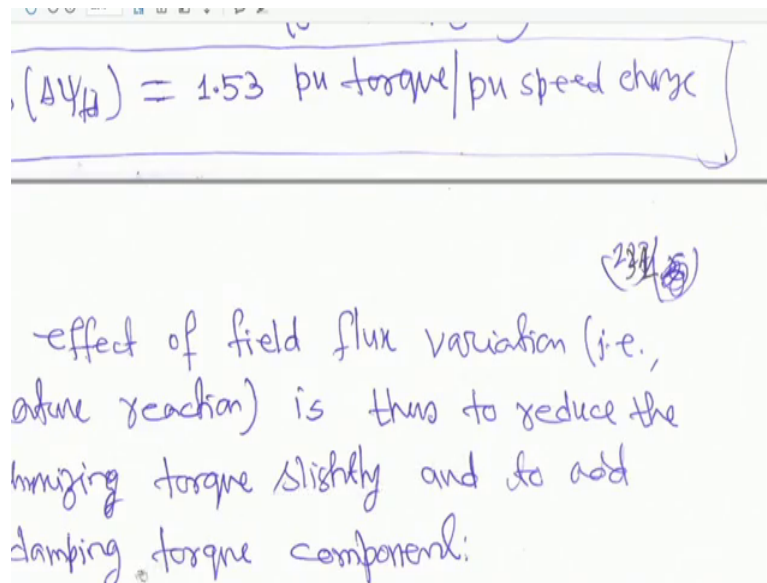 (ΔΨfd) = 1.53 pu torque/pu speed change
effect of field flux variation (i.e.,
ature reaction) is thus to reduce the
hronizing torque slightly and to add
damping torque component.